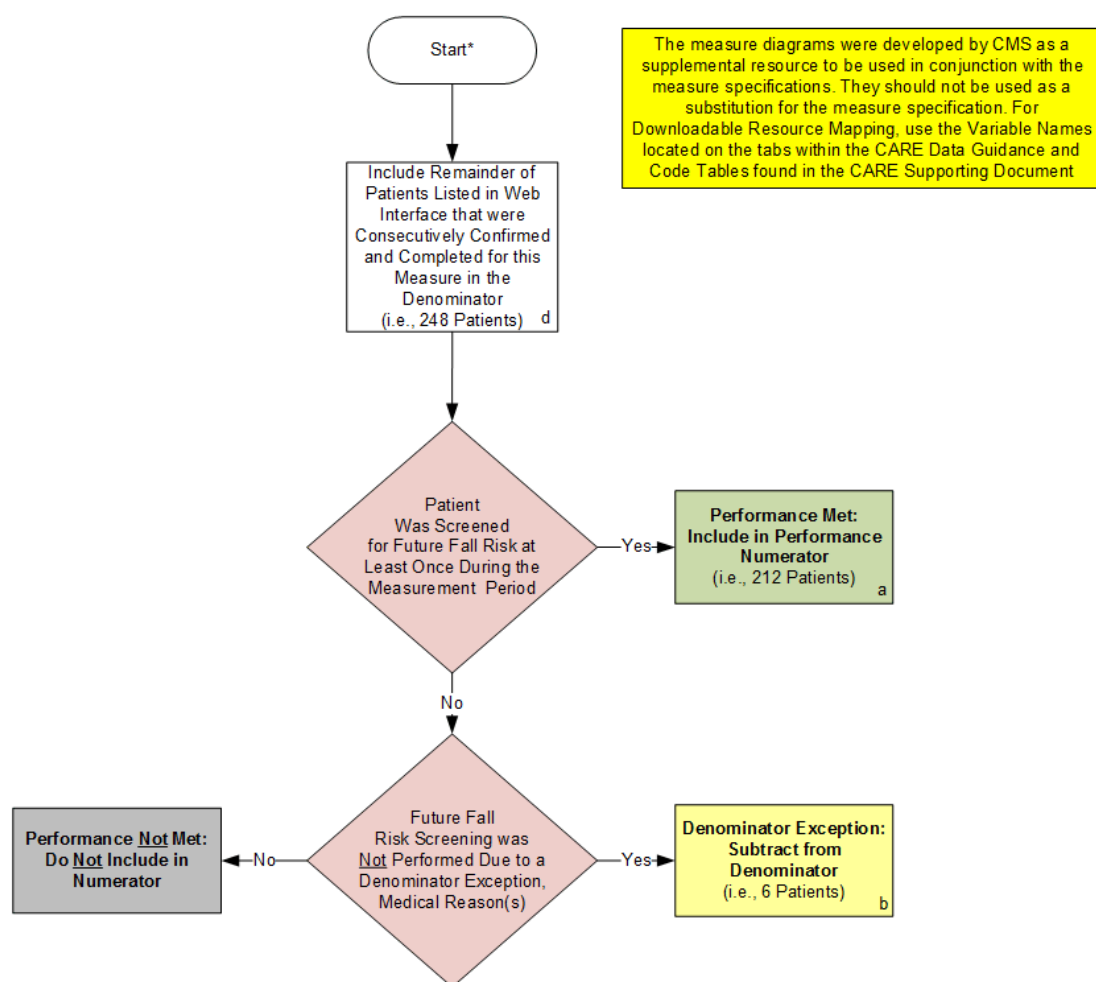 Start*
The measure diagrams were developed by CMS as a
supplemental resource to be used in conjunction with the
measure specifications. They should not be used as a
substitution for the measure specification. For
Downloadable Resource Mapping, use the Variable Names
located on the tabs within the CARE Data Guidance and
Code Tables found in the CARE Supporting Document
Include Remainder of
Patients Listed in Web
Interface that were
Consecutively Confirmed
and Completed for this
Measure in the
Denominator
(i.e., 248 Patients)
d
Patient
Was Screened
for Future Fall Risk at
Least Once During the
Measurement Period
Yes
Performance Met:
Include in Performance
Numerator
(i.e., 212 Patients)
a
No
Future Fall
Risk Screening was
Not Performed Due to a
Denominator Exception,
Medical Reason(s)
No
Performance Not Met:
Do Not Include in
Numerator
Yes
Denominator Exception:
Subtract from
Denominator
(i.e., 6 Patients)
b